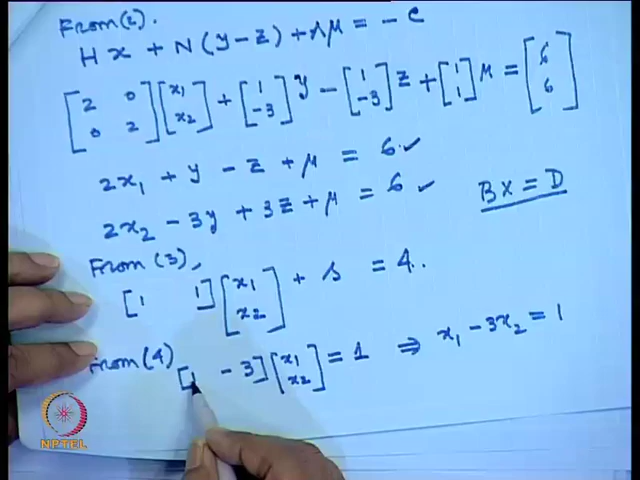 From (2).
Hx + N(y-z) + Λμ = -c
[2 0; 0 2] [x₁; x₂] + [1; -3] y - [1; -3] z + [1; 1] μ = [6; 6]
2x₁ + y - z + μ = 6 ✓
2x₂ - 3y + 3z + μ = 6 ✓
BX = D
From (3),
[1 1] [x₁; x₂] + s = 4.
From (4) [1 -3] [x₁; x₂] = 1 ⇒ x₁ - 3x₂ = 1
NPTEL